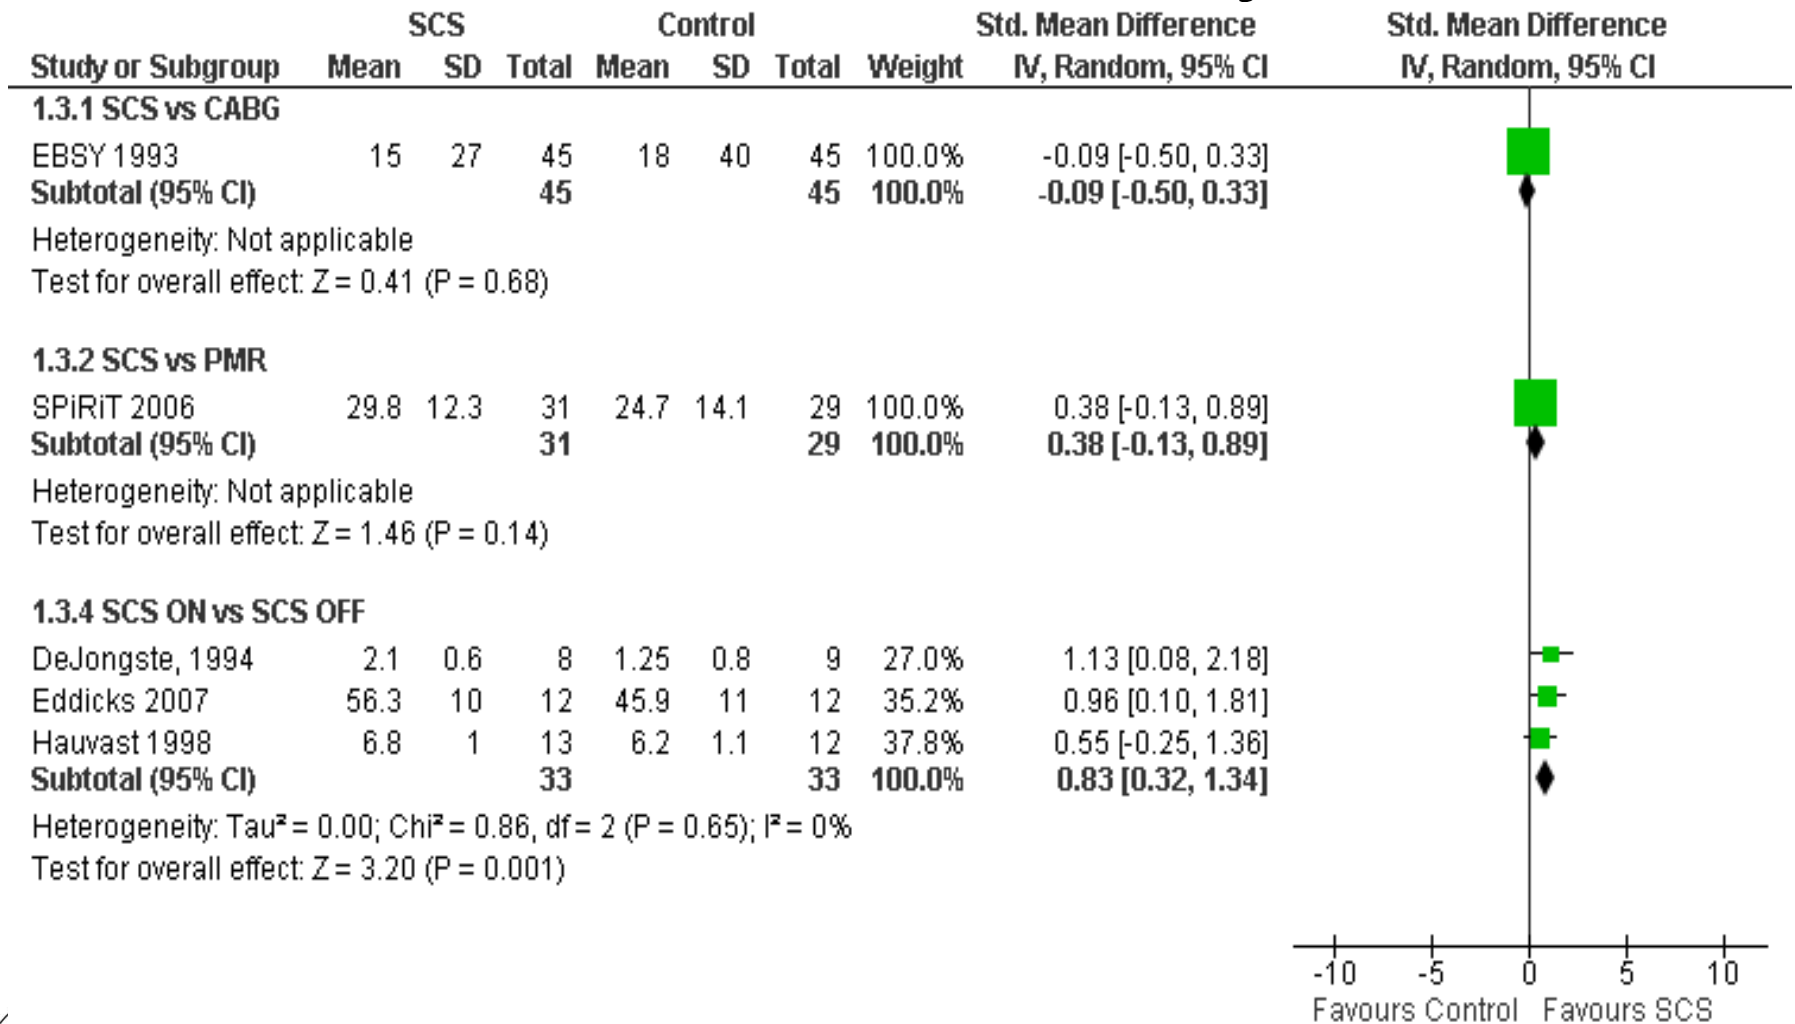 SCS Control Std. Mean Difference Std. Mean Difference
Study or Subgroup Mean SD Total Mean SD Total Weight IV, Random, 95% CI IV, Random, 95% CI
1.3.1 SCS vs CABG
EBSY 1993 15 27 45 18 40 45 100.0% -0.09 [-0.50, 0.33]
Subtotal (95% CI) 45 45 100.0% -0.09 [-0.50, 0.33]
Heterogeneity: Not applicable
Test for overall effect: Z = 0.41 (P = 0.68)
1.3.2 SCS vs PMR
SPiRiT 2006 29.8 12.3 31 24.7 14.1 29 100.0% 0.38 [-0.13, 0.89]
Subtotal (95% CI) 31 29 100.0% 0.38 [-0.13, 0.89]
Heterogeneity: Not applicable
Test for overall effect: Z = 1.46 (P = 0.14)
1.3.4 SCS ON vs SCS OFF
DeJongste, 1994 2.1 0.6 8 1.25 0.8 9 27.0% 1.13 [0.08, 2.18]
Eddicks 2007 56.3 10 12 45.9 11 12 35.2% 0.96 [0.10, 1.81]
Hauvast 1998 6.8 1 13 6.2 1.1 12 37.8% 0.55 [-0.25, 1.36]
Subtotal (95% CI) 33 33 100.0% 0.83 [0.32, 1.34]
Heterogeneity: Tau² = 0.00; Chi² = 0.86, df = 2 (P = 0.65); I² = 0%
Test for overall effect: Z = 3.20 (P = 0.001)
-10 -5 0 5 10
Favours Control Favours SCS